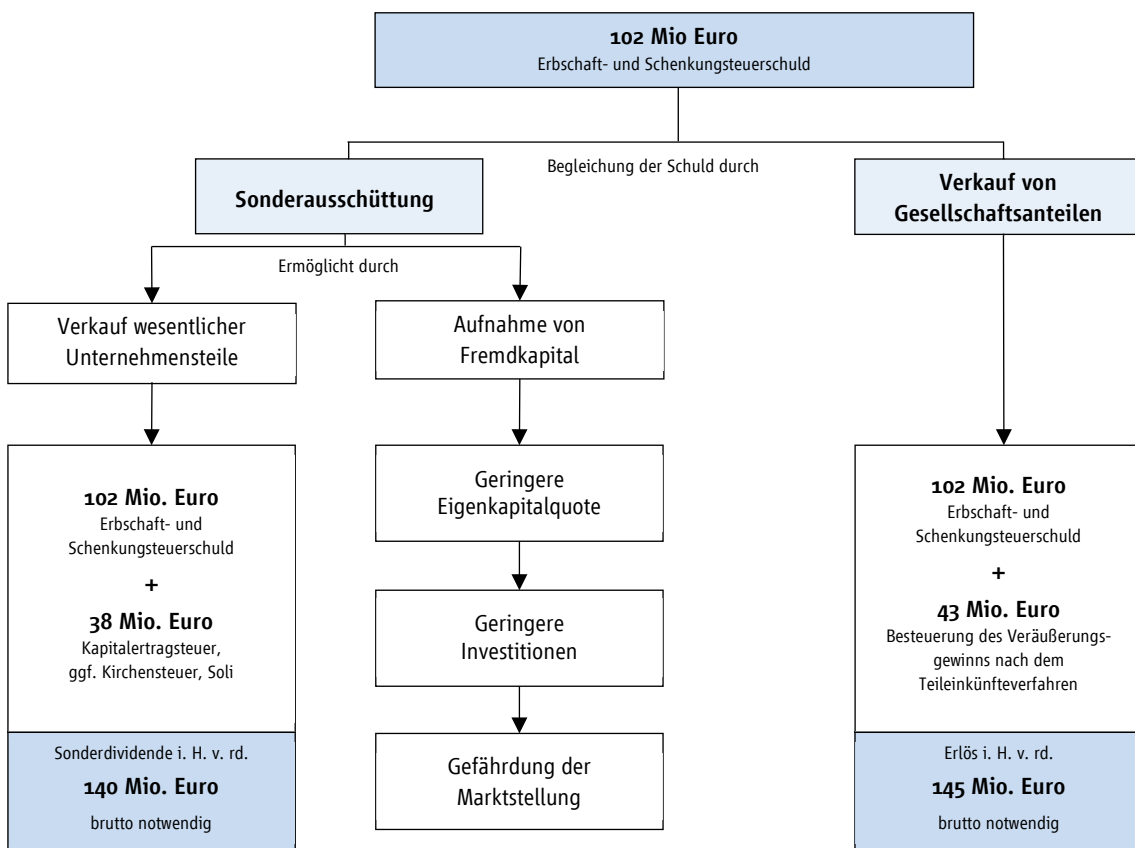 102 Mio Euro
Erbschaft- und Schenkungsteuerschuld
Begleichung der Schuld durch
Sonderausschüttung
Verkauf von
Gesellschaftsanteilen
Ermöglicht durch
Verkauf wesentlicher
Unternehmensteile
Aufnahme von
Fremdkapital
102 Mio. Euro
Erbschaft- und
Schenkungsteuerschuld
+
38 Mio. Euro
Kapitalertragsteuer,
ggf. Kirchensteuer, Soli
Sonderdividende i. H. v. rd.
140 Mio. Euro
brutto notwendig
Geringere
Eigenkapitalquote
Geringere
Investitionen
Gefährdung der
Marktstellung
102 Mio. Euro
Erbschaft- und
Schenkungsteuerschuld
+
43 Mio. Euro
Besteuerung des Veräußerungs-
gewinns nach dem
Teileinkünfteverfahren
Erlös i. H. v. rd.
145 Mio. Euro
brutto notwendig